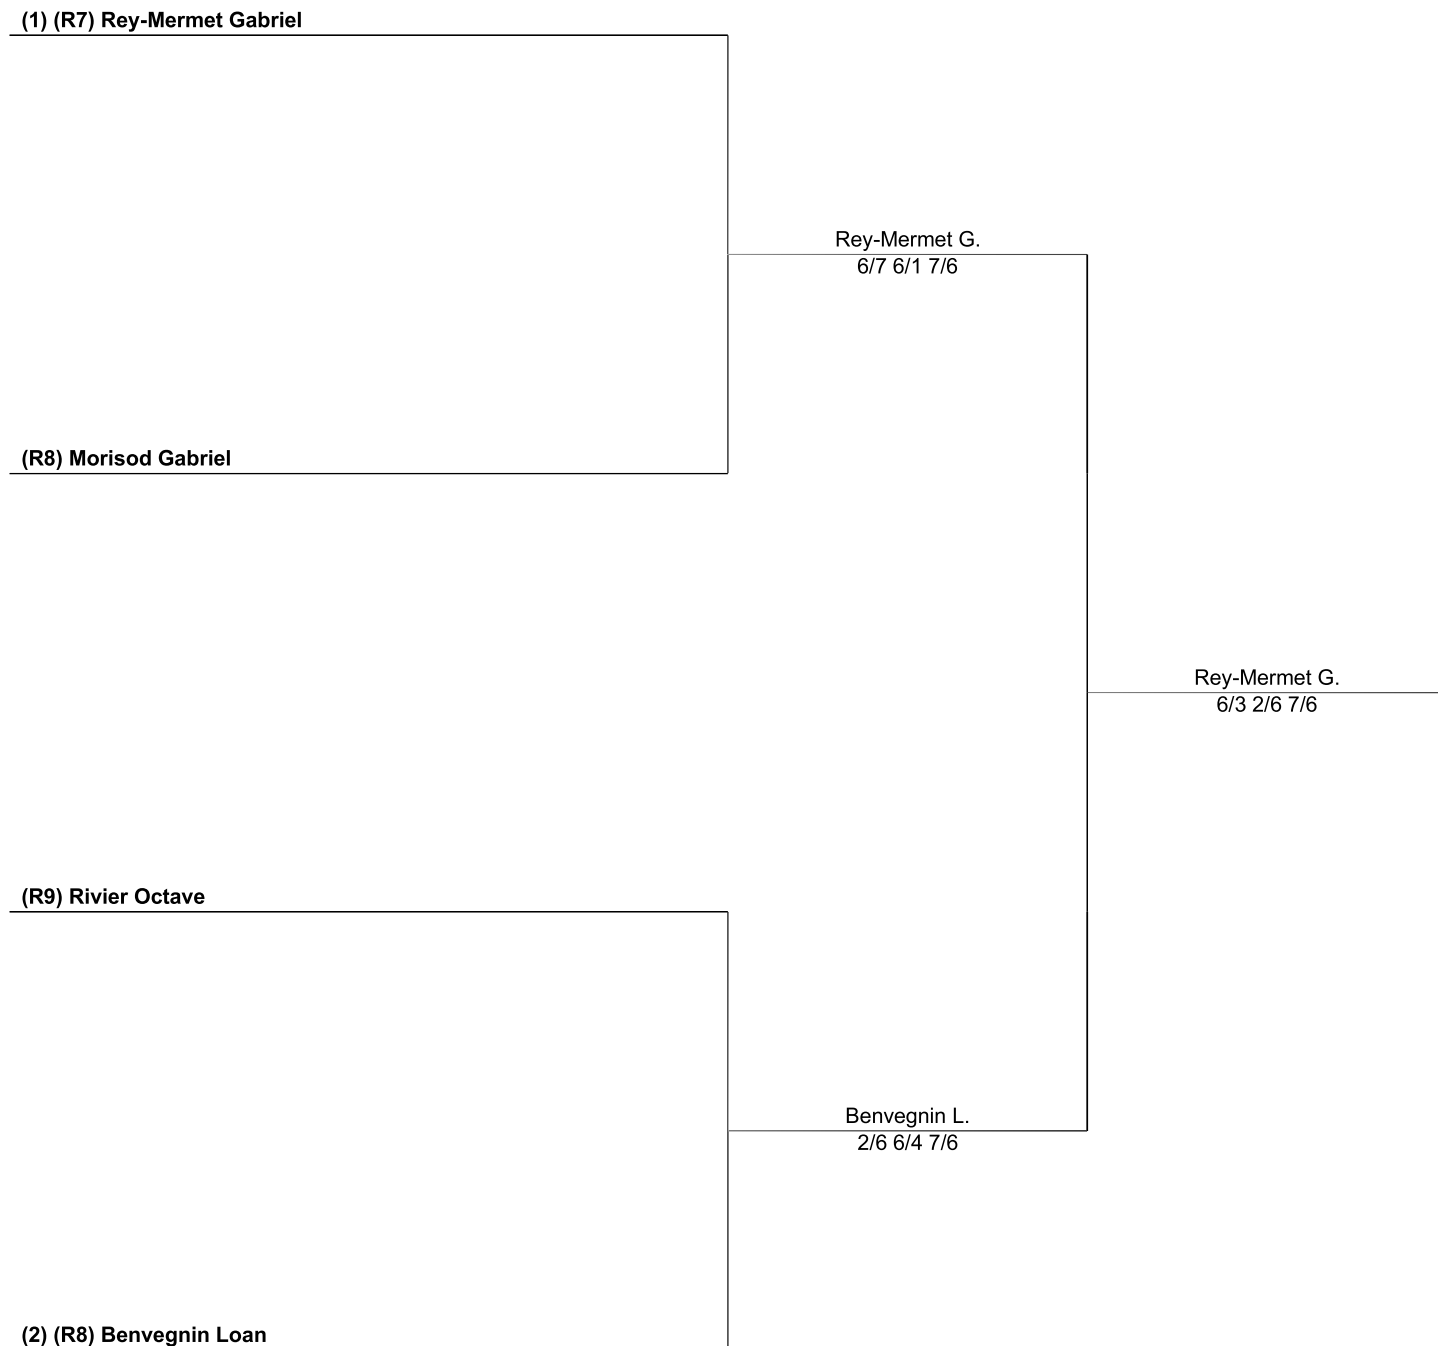 (1) (R7) Rey-Mermet Gabriel
Rey-Mermet G.
6/7 6/1 7/6
(R8) Morisod Gabriel
Rey-Mermet G.
6/3 2/6 7/6
(R9) Rivier Octave
Benvegnin L.
2/6 6/4 7/6
(2) (R8) Benvegnin Loan